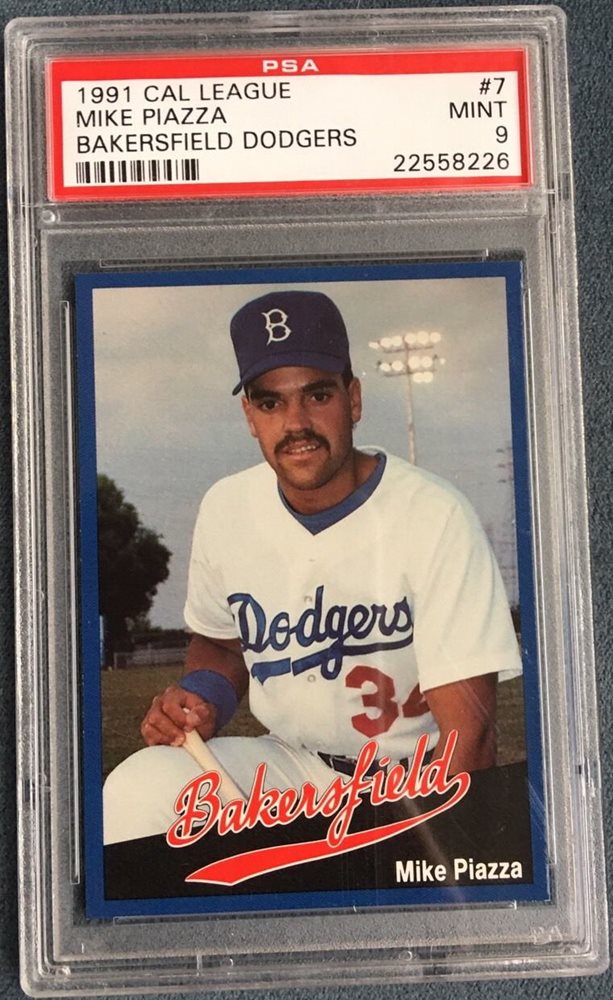 PSA
1991 CAL LEAGUE #7
MIKE PIAZZA MINT
BAKERSFIELD DODGERS 9
22558226
B
Dodgers
34
Bakersfield
Mike Piazza